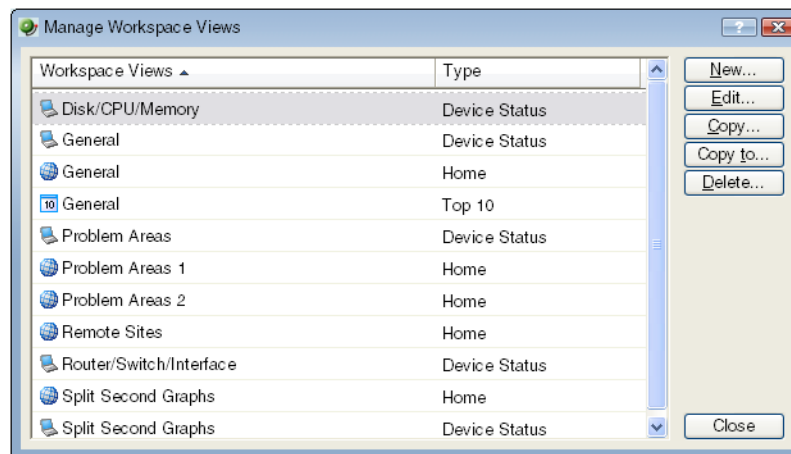 Manage Workspace Views
?
Workspace Views Type
Disk/CPU/Memory Device Status
General Device Status
General Home
10 General Top 10
Problem Areas Device Status
Problem Areas 1 Home
Problem Areas 2 Home
Remote Sites Home
Router/Switch/Interface Device Status
Split Second Graphs Home
Split Second Graphs Device Status
New...
Edit...
Copy...
Copy to...
Delete...
Close